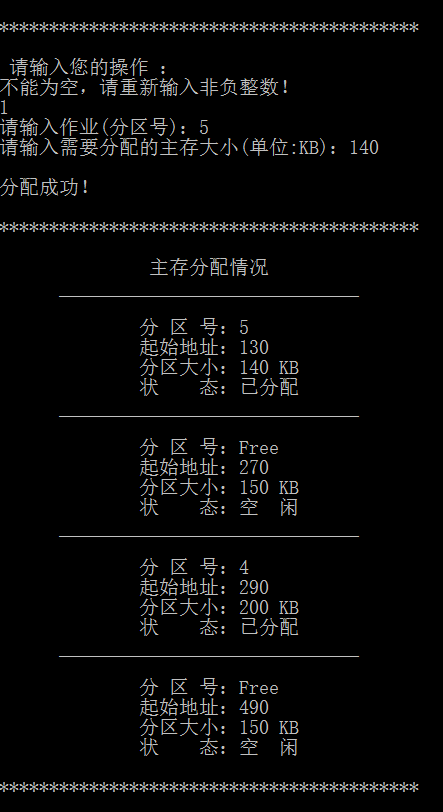 ******************************************
请输入您的操作 :
不能为空，请重新输入非负整数!
1
请输入作业(分区号): 5
请输入需要分配的主存大小(单位:KB): 140
分配成功!
******************************************
主存分配情况
分 区 号: 5
起始地址: 130
分区大小: 140 KB
状 态: 已分配
分 区 号: Free
起始地址: 270
分区大小: 150 KB
状 态: 空 闲
分 区 号: 4
起始地址: 290
分区大小: 200 KB
状 态: 已分配
分 区 号: Free
起始地址: 490
分区大小: 150 KB
状 态: 空 闲
******************************************